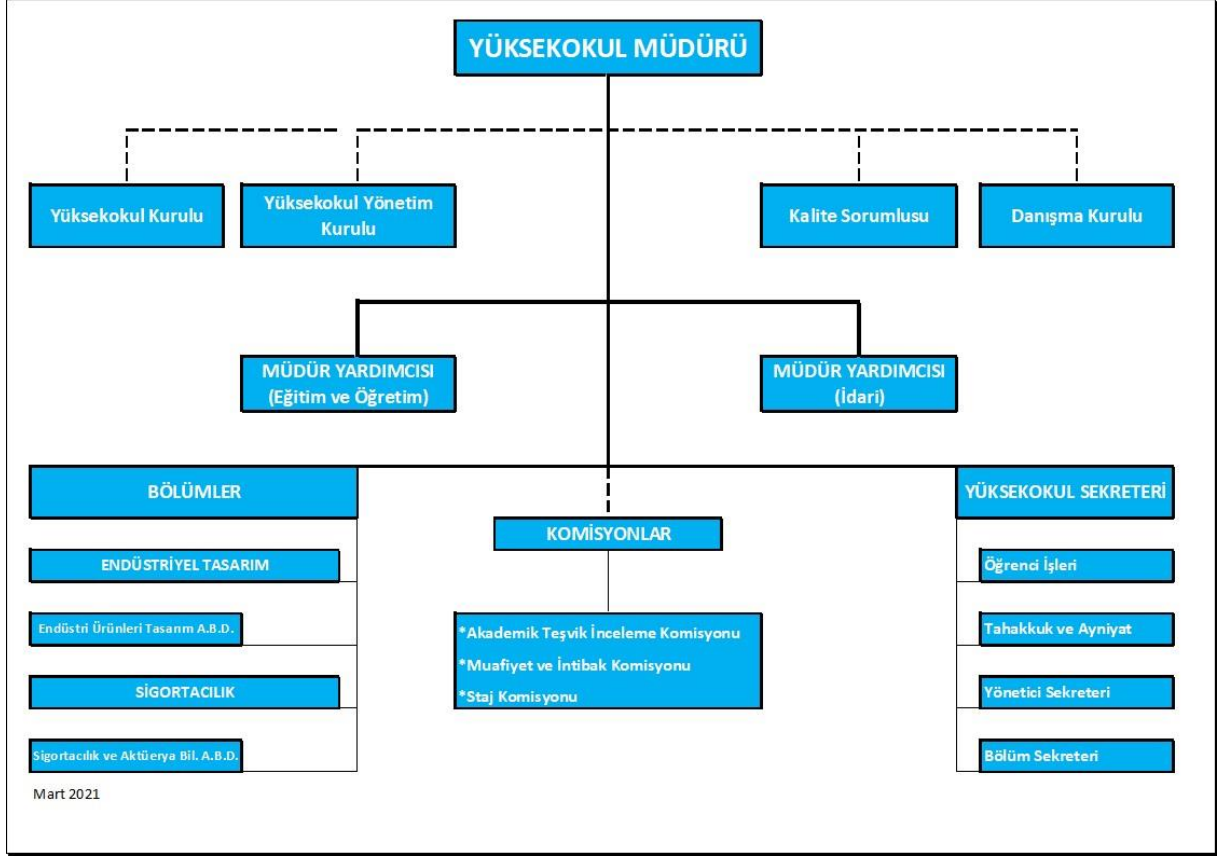 YÜKSEKOKUL MÜDÜRÜ
Yüksekokul Kurulu
Yüksekokul Yönetim
Kurulu
Kalite Sorumlusu
Danışma Kurulu
MÜDÜR YARDIMCISI
(Eğitim ve Öğretim)
MÜDÜR YARDIMCISI
(İdari)
BÖLÜMLER
ENDÜSTRİYEL TASARIM
Endüstri Ürünleri Tasarım A.B.D.
SİGORTACILIK
Sigortacılık ve Aktüerya Bil. A.B.D.
KOMİSYONLAR
*Akademik Teşvik İnceleme Komisyonu
*Muafiyet ve İntibak Komisyonu
*Staj Komisyonu
YÜKSEKOKUL SEKRETERİ
Öğrenci İşleri
Tahakkuk ve Ayniyat
Yönetici Sekreteri
Bölüm Sekreteri
Mart 2021